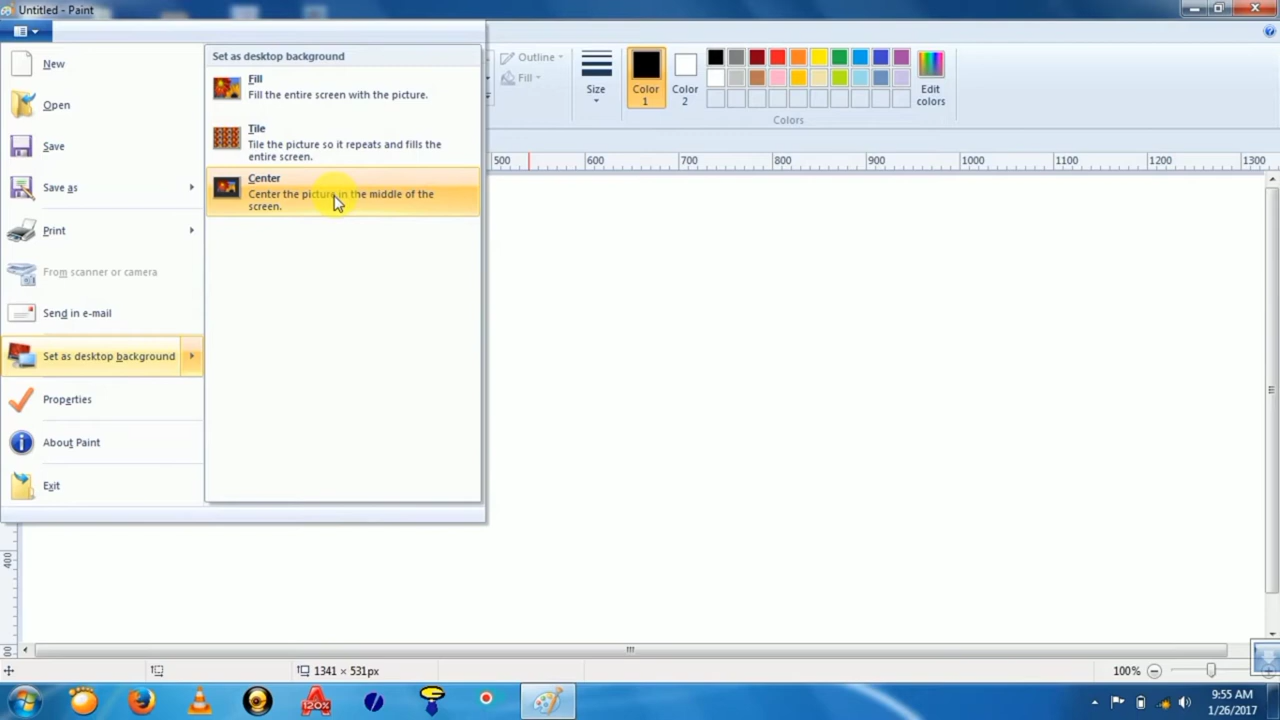 Untitled - Paint
New
Open
Save
Save as
Print
From scanner or camera
Send in e-mail
Set as desktop background
Properties
About Paint
Exit
Set as desktop background
Fill
Fill the entire screen with the picture.
Tile
Tile the picture so it repeats and fills the
entire screen.
Center
Center the picture in the middle of the
screen.
Outline
Fill
Size
Color
1
Color
2
Edit
colors
Colors
500 600 700 800 900 1000 1100 1200 1300
400
1341 × 531px
100%
120%
9:55 AM
1/26/2017